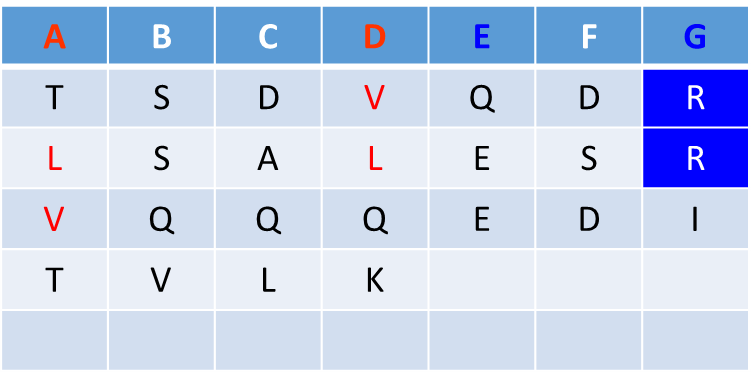 A B C D E F G
T S D V Q D R
L S A L E S R
V Q Q Q E D I
T V L K